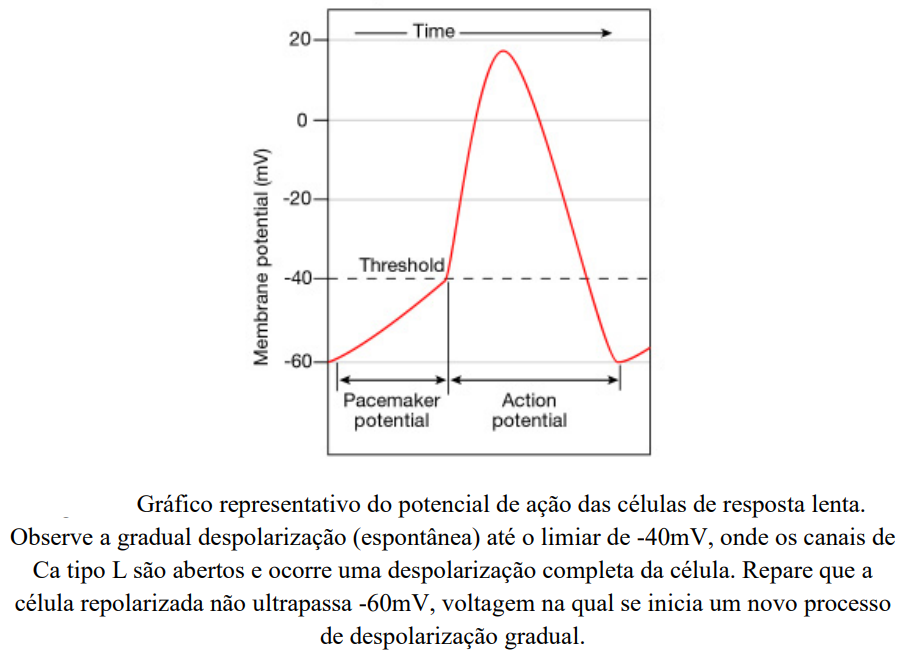 Time
20
0
-20
Threshold
-40
-60
Membrane potential (mV)
Pacemaker
potential
Action
potential
Gráfico representativo do potencial de ação das células de resposta lenta.
Observe a gradual despolarização (espontânea) até o limiar de -40mV, onde os canais de
Ca tipo L são abertos e ocorre uma despolarização completa da célula. Repare que a
célula repolarizada não ultrapassa -60mV, voltagem na qual se inicia um novo processo
de despolarização gradual.